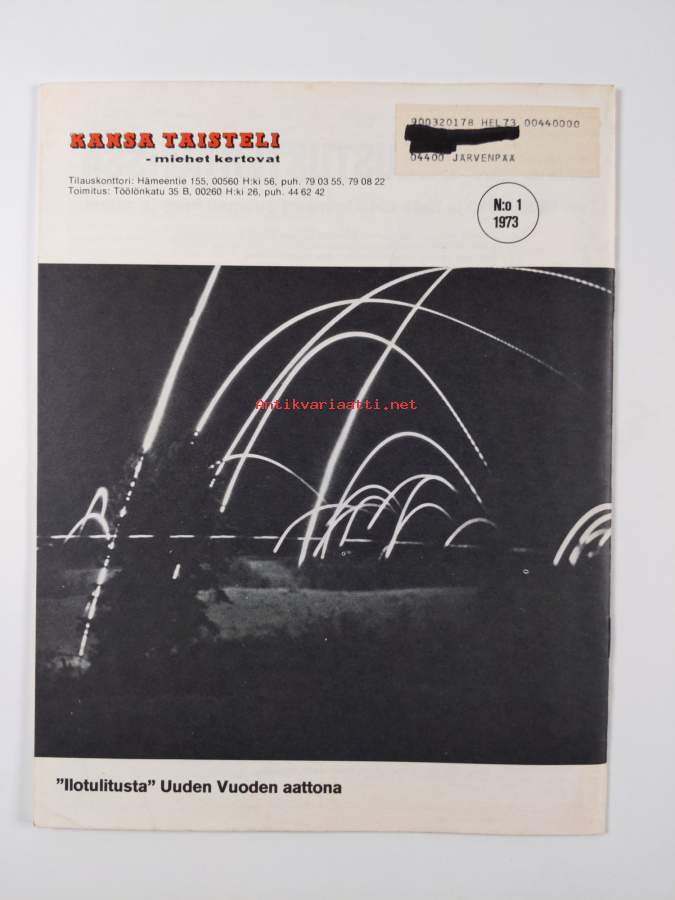 KANSA TAISTELI
- miehet kertovat
Tilauskonttori: Hämeentie 155, 00560 H:ki 56, puh. 79 03 55, 79 08 22
Toimitus: Töölönkatu 35 B, 00260 H:ki 26, puh. 44 62 42
900320178 HEL73 00440000
04400 JÄRVENPÄÄ
N:o 1
1973
Antikvariaatti.net
”Ilotulitusta” Uuden Vuoden aattona